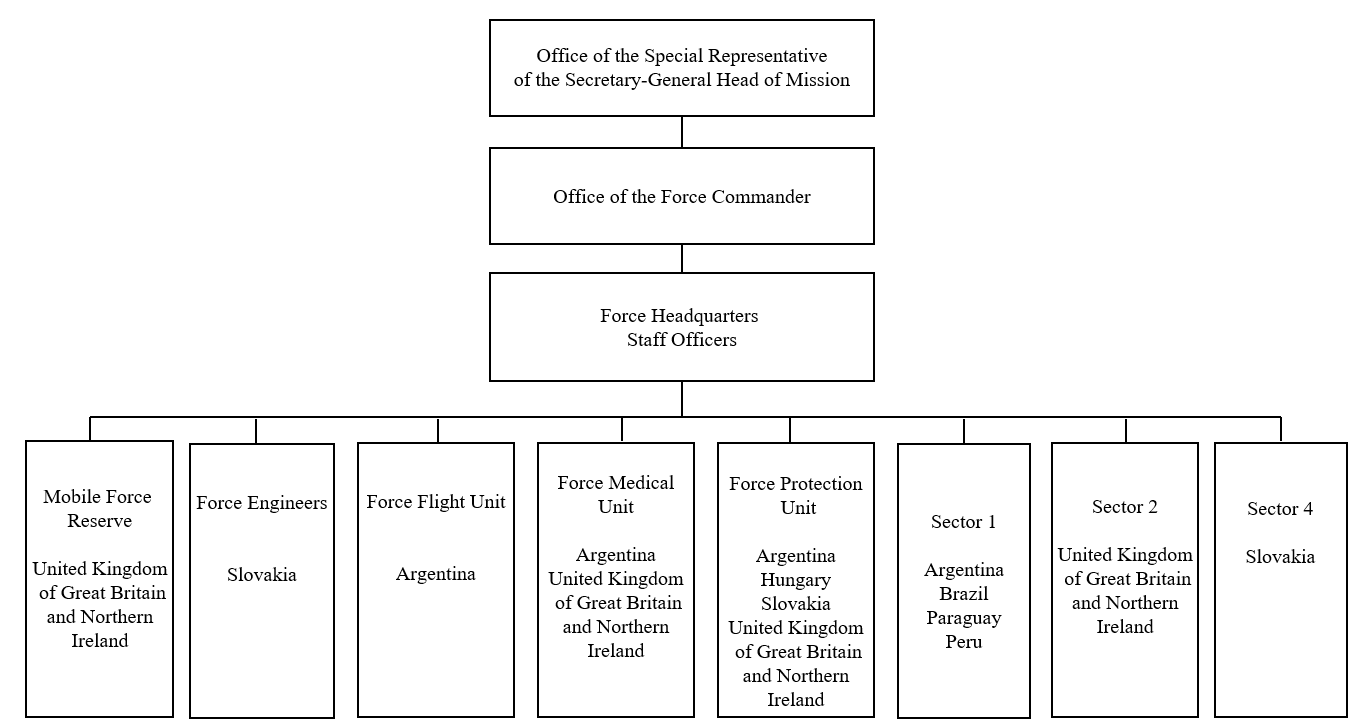 Office of the Special Representative
of the Secretary-General Head of Mission
Office of the Force Commander
Force Headquarters
Staff Officers
Mobile Force
Reserve
United Kingdom
of Great Britain
and Northern
Ireland
Force Engineers
Slovakia
Force Flight Unit
Argentina
Force Medical
Unit
Argentina
United Kingdom
of Great Britain
and Northern
Ireland
Force Protection
Unit
Argentina
Hungary
Slovakia
United Kingdom
of Great Britain
and Northern
Ireland
Sector 1
Argentina
Brazil
Paraguay
Peru
Sector 2
United Kingdom
of Great Britain
and Northern
Ireland
Sector 4
Slovakia